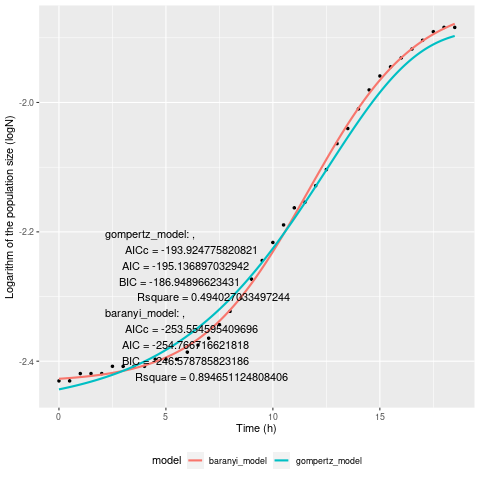 -2.0
-2.2
-2.4
Logarithm of the population size (logN)
gompertz_model: ,
AICc = -193.924775820821
AIC = -195.136897032942
BIC = -186.94896623431
Rsquare = 0.494027033497244
baranyi_model: ,
AICc = -253.554595409696
AIC = -254.766716621818
BIC = -246.578785823186
Rsquare = 0.894651124808406
0 5 10 15
Time (h)
model baranyi_model gompertz_model